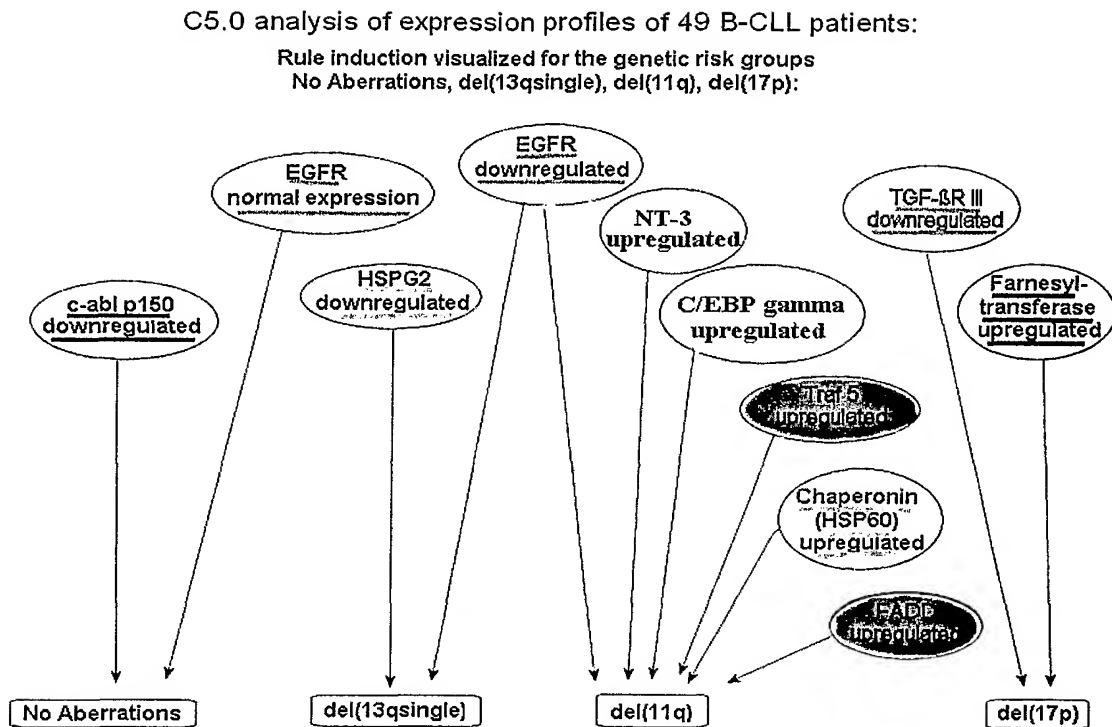 C5.0 analysis of expression profiles of 49 B-CLL patients:
Rule induction visualized for the genetic risk groups
No Aberrations, del(13qsingle), del(11q), del(17p):
EGFR
normal expression
EGFR
downregulated
NT-3
upregulated
TGF-ßR III
downregulated
c-abl p150
downregulated
HSPG2
downregulated
C/EBP gamma
upregulated
Farnesyl-
transferase
upregulated
Traf 5
upregulated
Chaperonin
(HSP60)
upregulated
FADD
upregulated
No Aberrations
del(13qsingle)
del(11q)
del(17p)